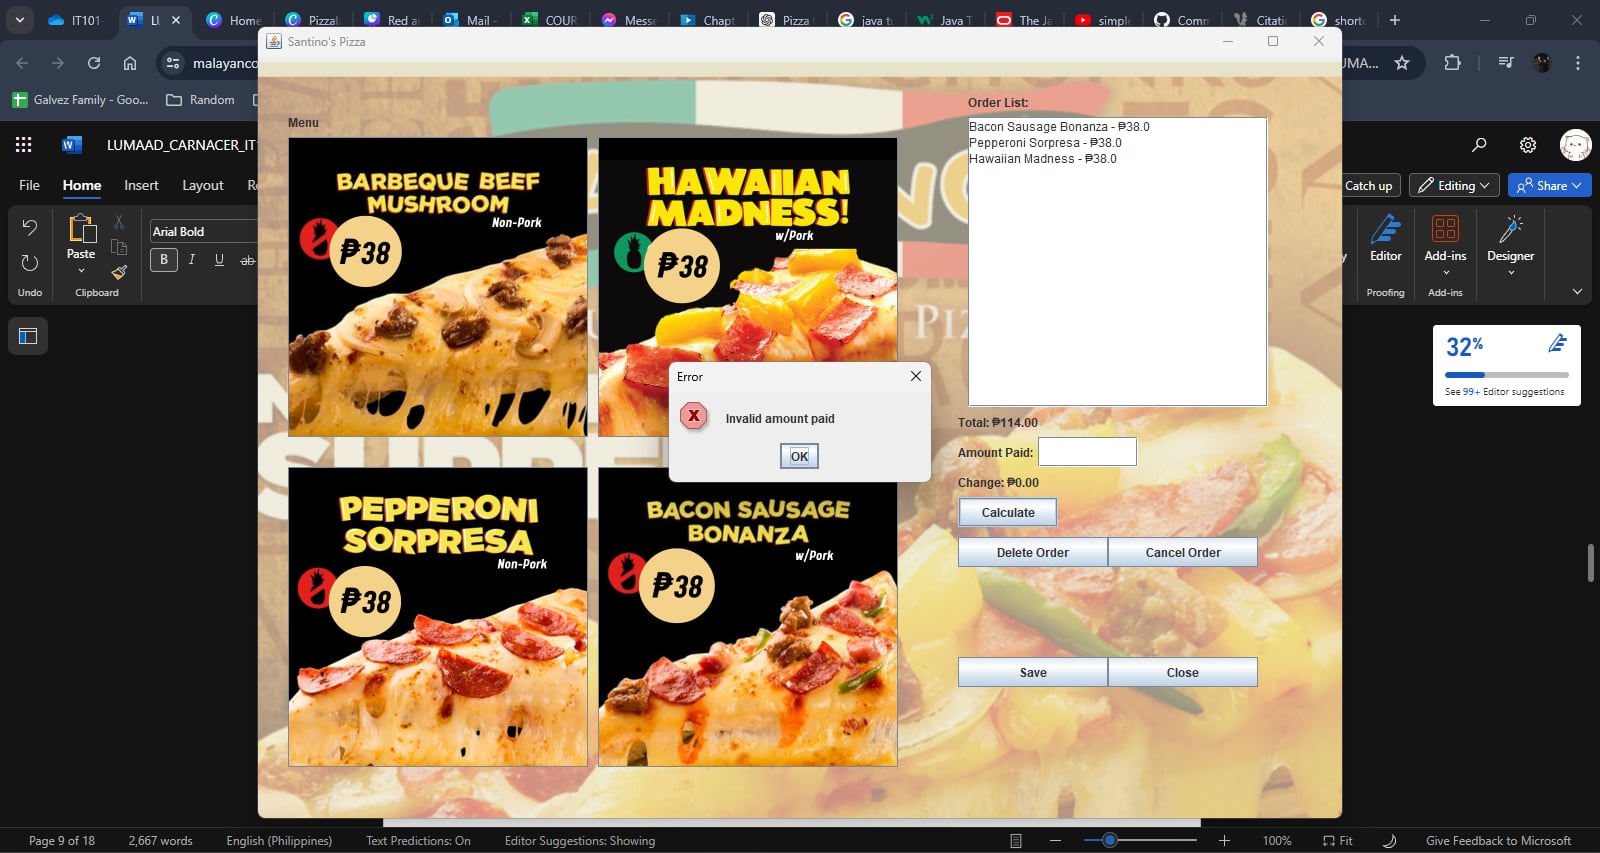 IT101-
LU
Home
Pizzal
Red a
Mail -
COUR
Messe
Chapt
Pizza
java tu
Java T
The Ja
simpl
Comm
Citati
short
Santino's Pizza
malayanco
UMA...
Galvez Family - Goo...
Random
LUMAAD_CARNACER_IT
File
Home
Insert
Layout
Re
Catch up
Editing
Share
Arial Bold
Paste
B
I
U
ab
Undo
Clipboard
Editor
Add-ins
Designer
Proofing
Add-ins
32%
See 99+ Editor suggestions
Menu
BARBEQUE BEEF
MUSHROOM
Non-Pork
₱38
HAWAIIAN
MADNESS!
w/Pork
₱38
PEPPERONI
SORPRESA
Non-Pork
₱38
BACON SAUSAGE
BONANZA
w/Pork
₱38
Order List:
Bacon Sausage Bonanza - ₱38.0
Pepperoni Sorpresa - ₱38.0
Hawaiian Madness - ₱38.0
Error
Invalid amount paid
OK
Total: ₱114.00
Amount Paid:
Change: ₱0.00
Calculate
Delete Order
Cancel Order
Save
Close
Page 9 of 18
2,667 words
English (Philippines)
Text Predictions: On
Editor Suggestions: Showing
100%
Fit
Give Feedback to Microsoft